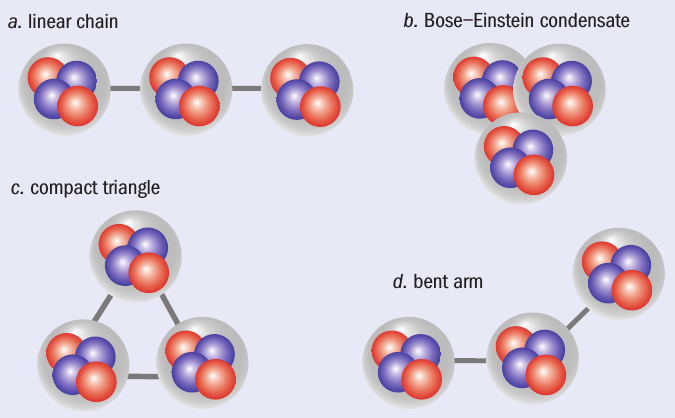 a. linear chain
b. Bose–Einstein condensate
c. compact triangle
d. bent arm